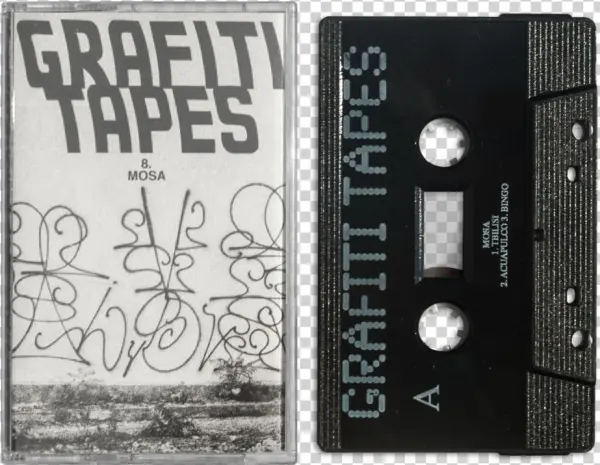 GRAFITI
TAPES
8.
MOSA
GRAFITI TAPES
A
MOSA
1. TBILISI
2. ACUAPULCO 3. BINGO